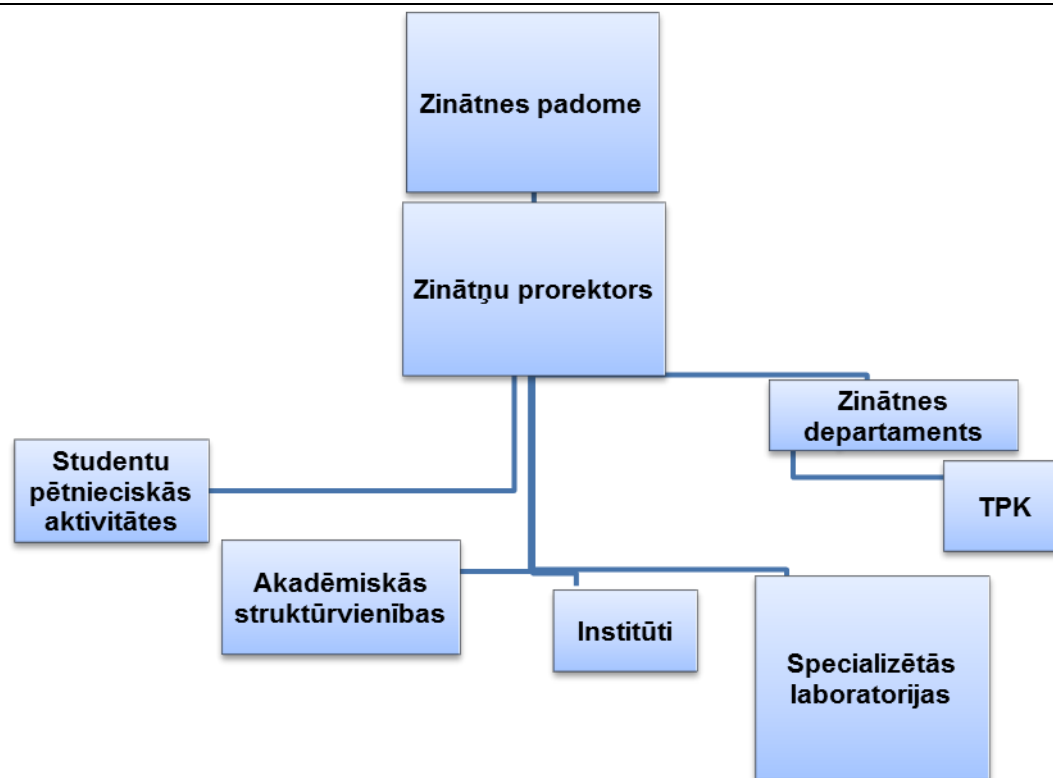 Zinātnes padome
Zinātņu prorektors
Zinātnes
departaments
Studentu
pētnieciskās
aktivitātes
TPK
Akadēmiskās
struktūrvienības
Institūti
Specializētās
laboratorijas